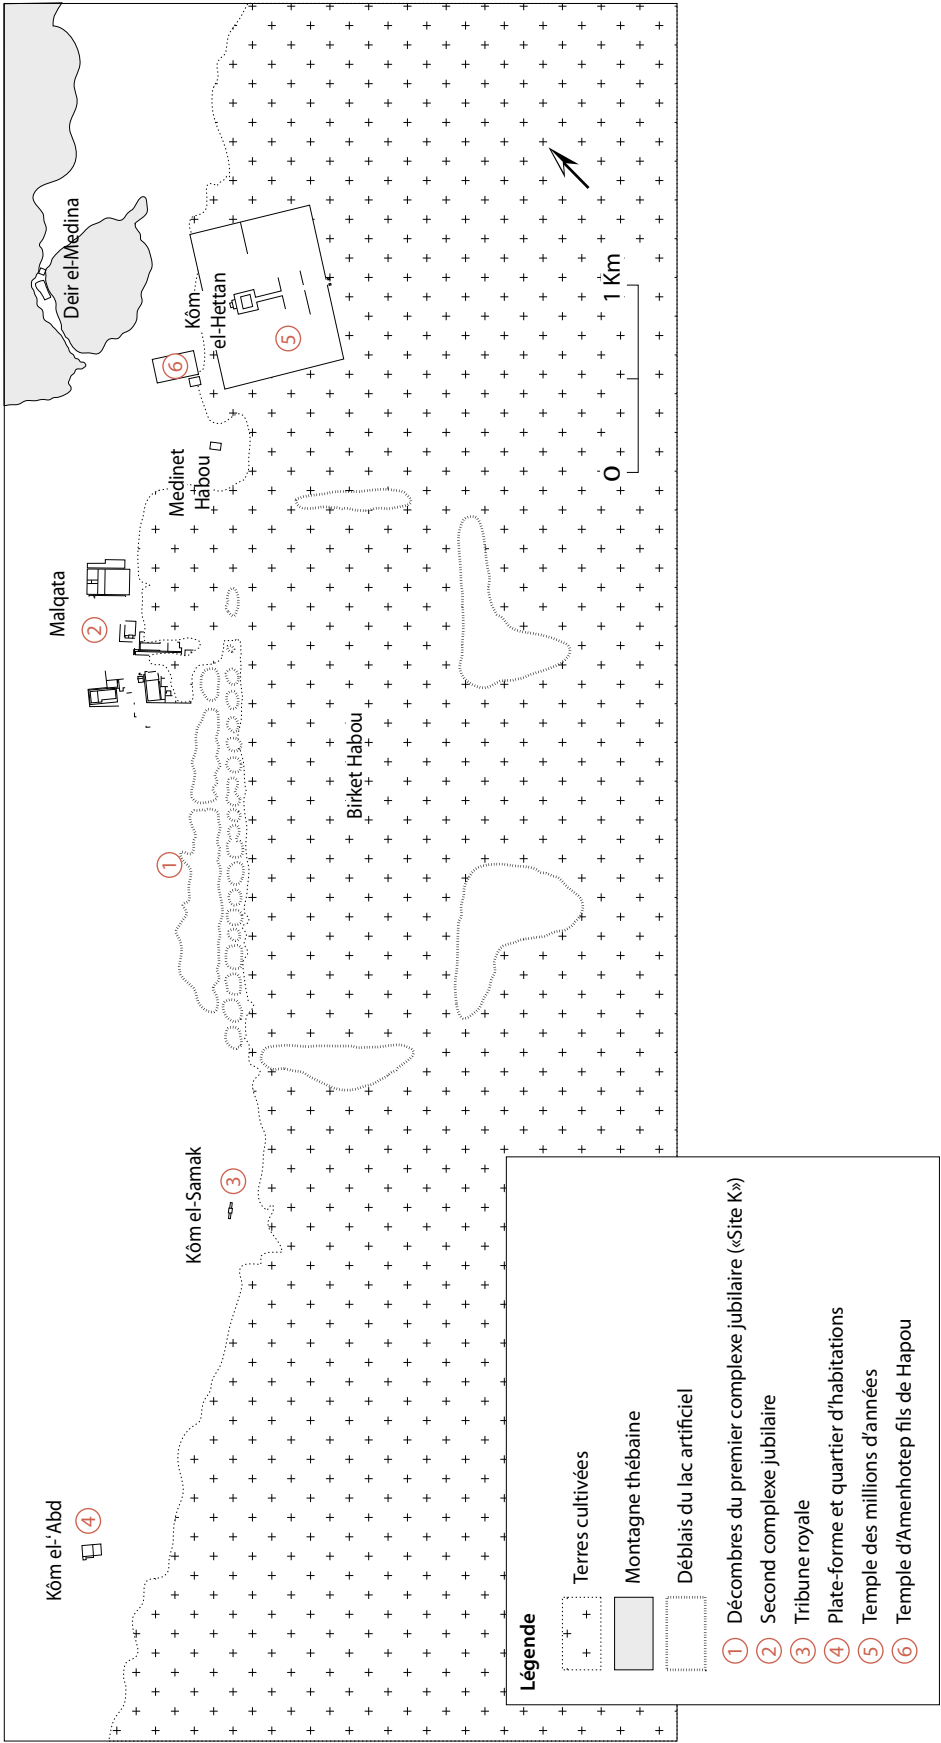 Kôm el-‘Abd
4
Kôm el-Samak
3
1
Malqata
2
Medinet
Habou
6
Deir el-Medina
Kôm
el-Hettan
5
Birket Habou
0
1 Km
Légende
Terres cultivées
Montagne thébaine
Déblais du lac artificiel
1 Décombres du premier complexe jubilaire («Site K»)
2 Second complexe jubilaire
3 Tribune royale
4 Plate-forme et quartier d’habitations
5 Temple des millions d’années
6 Temple d’Amenhotep fils de Hapou